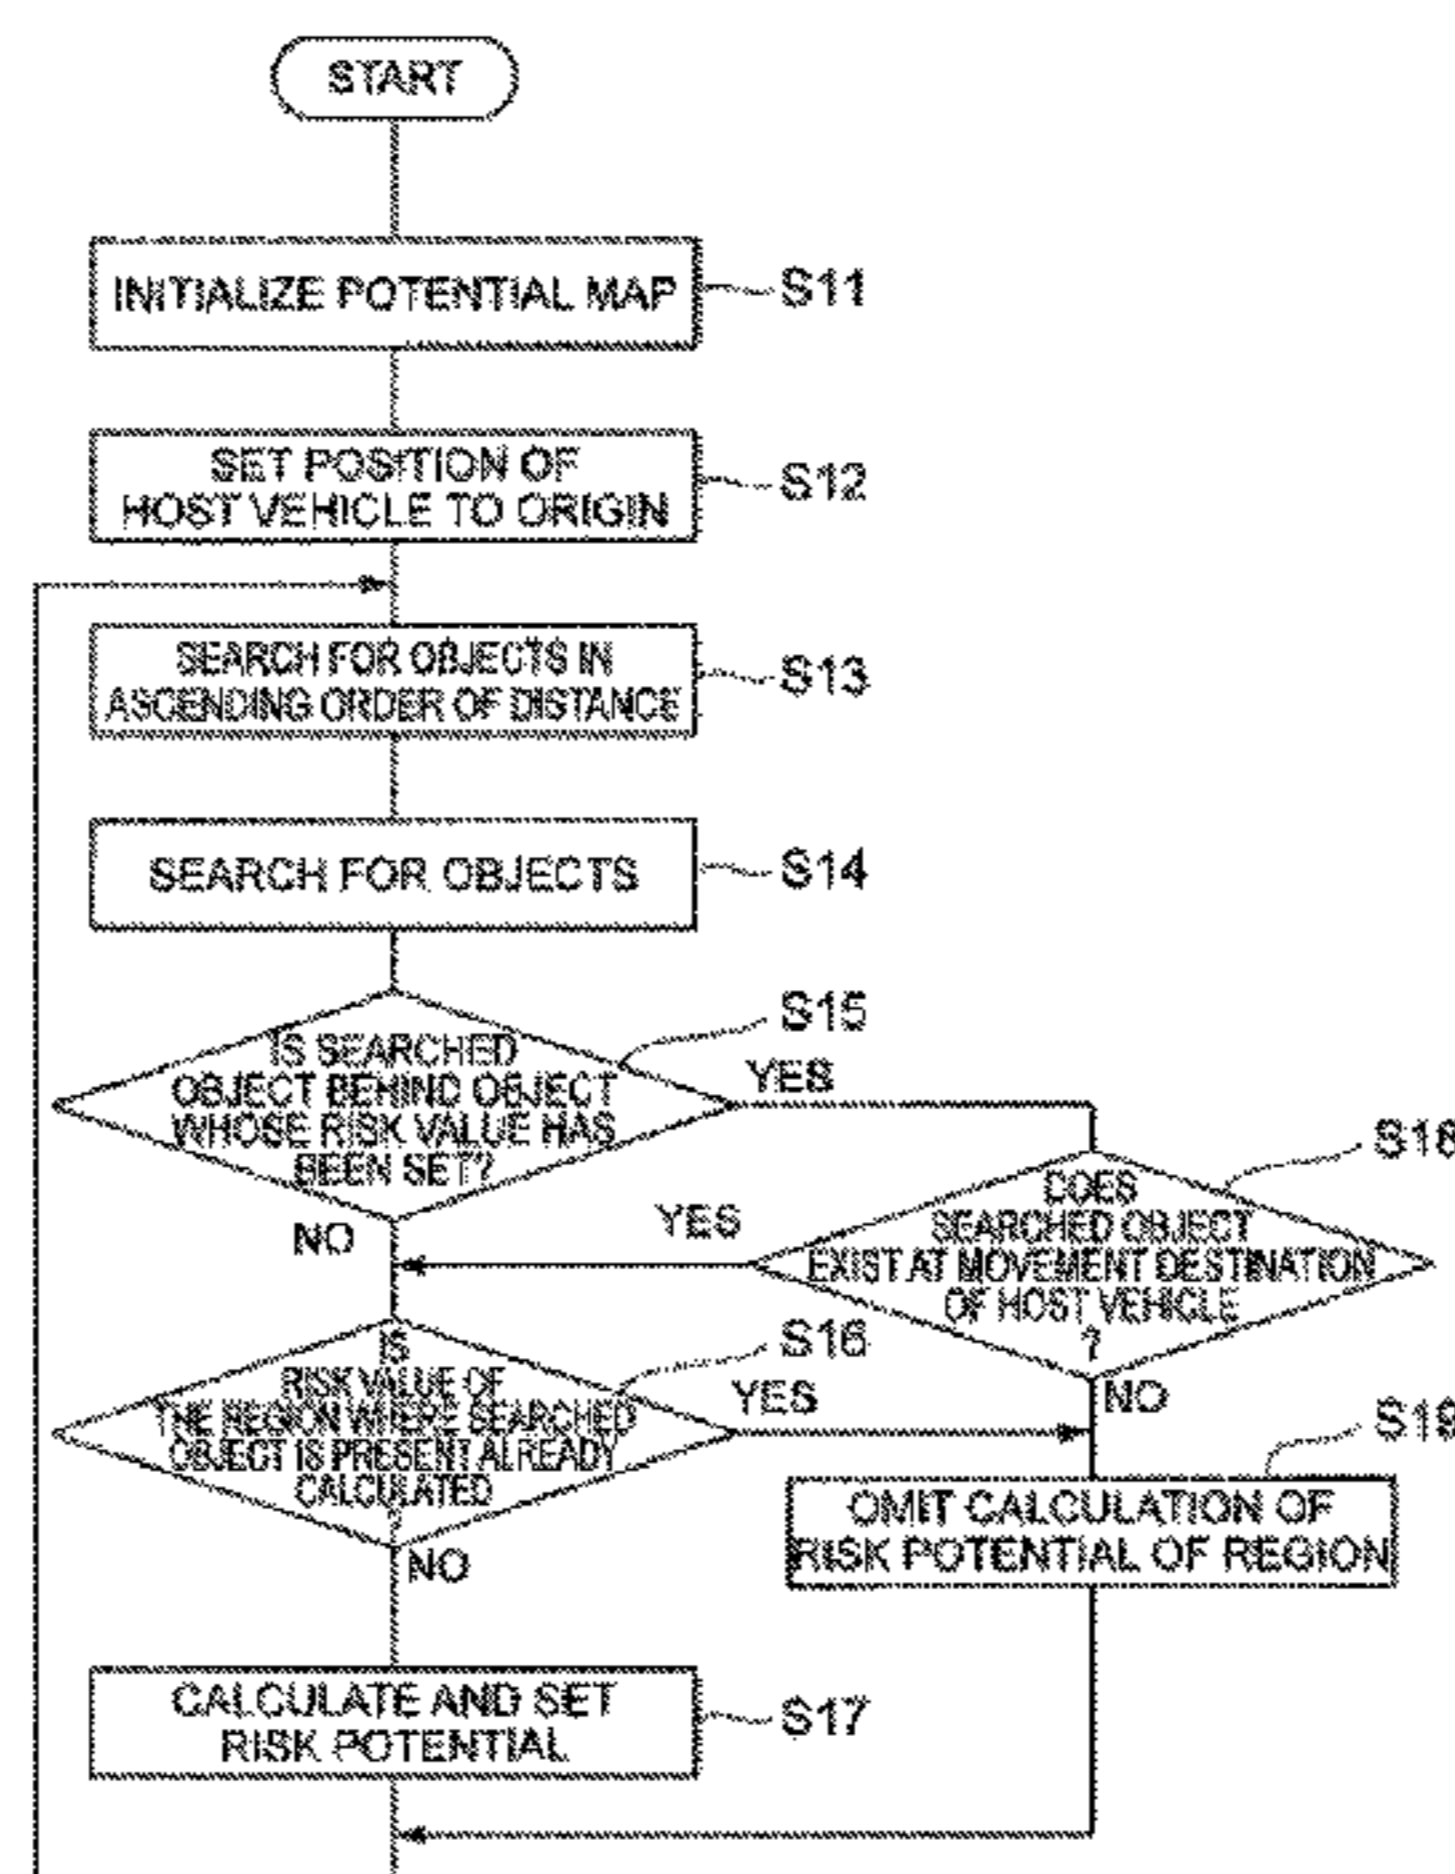 START
INITIALIZE POTENTIAL MAP
S11
SET POSITION OF
HOST VEHICLE TO ORIGIN
S12
SEARCH FOR OBJECTS IN
ASCENDING ORDER OF DISTANCE
S13
SEARCH FOR OBJECTS
S14
IS SEARCHED
OBJECT BEHIND OBJECT
WHOSE RISK VALUE HAS
BEEN SET?
S15
YES
NO
DOES
SEARCHED OBJECT
EXIST AT MOVEMENT DESTINATION
OF HOST VEHICLE
?
YES
NO
IS
RISK VALUE OF
THE REGION WHERE SEARCHED
OBJECT IS PRESENT ALREADY
CALCULATED
?
S16
YES
NO
OMIT CALCULATION OF
RISK POTENTIAL OF REGION
CALCULATE AND SET
RISK POTENTIAL
S17